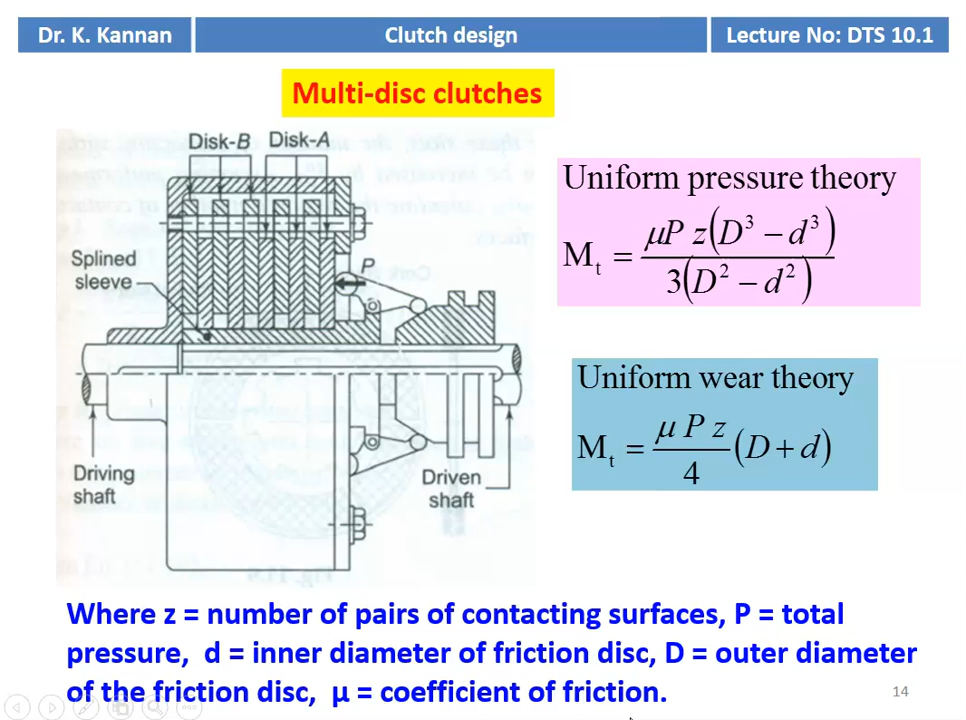 Dr. K. Kannan
Clutch design
Lecture No: DTS 10.1
Multi-disc clutches
Disk-B
Disk-A
Splined
sleeve
P
Driving
shaft
Driven
shaft
Uniform pressure theory
M_t = μP z(D³ − d³) / 3(D² − d²)
Uniform wear theory
M_t = μ P z / 4 (D + d)
Where z = number of pairs of contacting surfaces, P = total
pressure, d = inner diameter of friction disc, D = outer diameter
of the friction disc, μ = coefficient of friction.
14